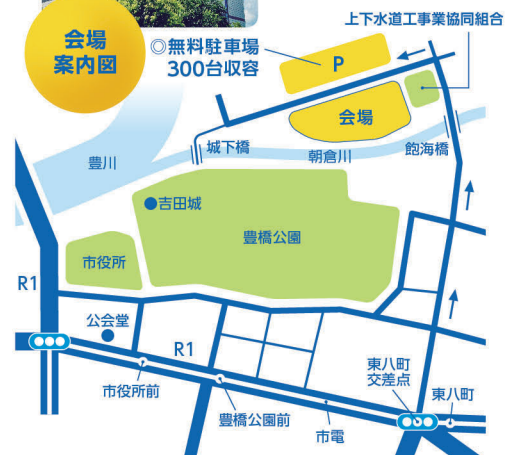 会場
案内図
◎無料駐車場
300台収容
上下水道工事業協同組合
P
会場
豊川
城下橋
朝倉川
飽海橋
●吉田城
豊橋公園
市役所
R1
公会堂
R1
市役所前
豊橋公園前
市電
東八町
交差点
東八町